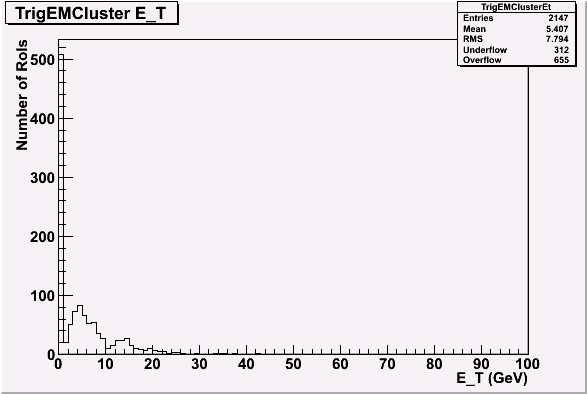 TrigEMCluster E_T
TrigEMClusterEt
Entries 2147
Mean 5.407
RMS 7.794
Underflow 312
Overflow 655
Number of RoIs
500
400
300
200
100
0
0 10 20 30 40 50 60 70 80 90 100
E_T (GeV)